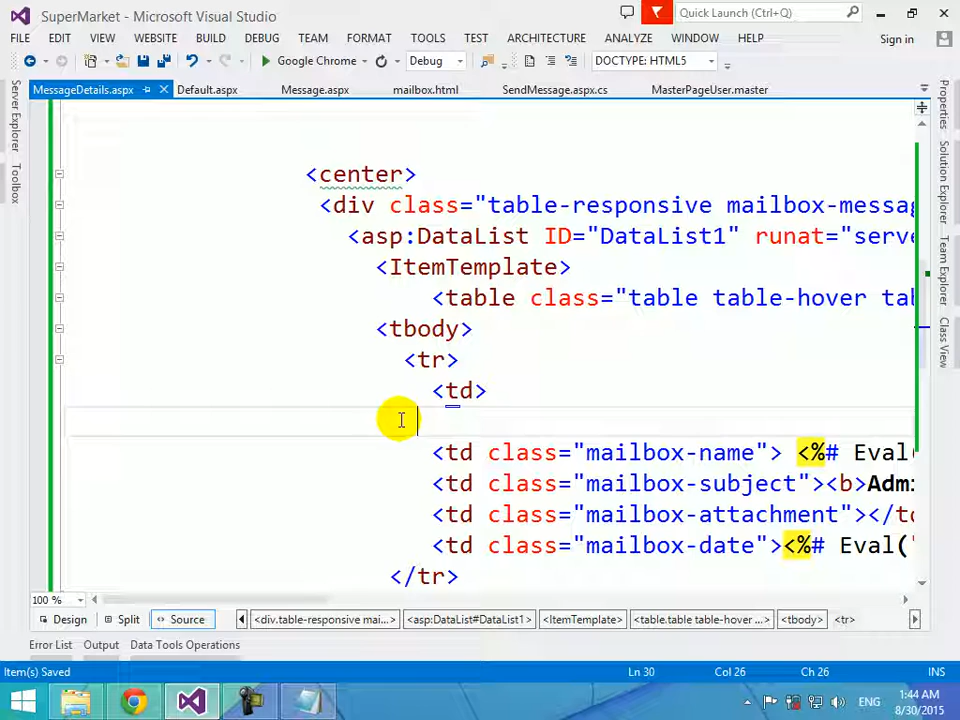 SuperMarket - Microsoft Visual Studio
Quick Launch (Ctrl+Q)
FILE EDIT VIEW WEBSITE BUILD DEBUG TEAM FORMAT TOOLS TEST ARCHITECTURE ANALYZE WINDOW HELP Sign in
Google Chrome Debug DOCTYPE: HTML5
MessageDetails.aspx Default.aspx Message.aspx mailbox.html SendMessage.aspx.cs MasterPageUser.master
Server Explorer
Toolbox
Properties
Solution Explorer
Team Explorer
Class View
<center>
<div class="table-responsive mailbox-messag
<asp:DataList ID="DataList1" runat="serve
<ItemTemplate>
<table class="table table-hover tab
<tbody>
<tr>
<td>
<td class="mailbox-name"> <%# Eval(
<td class="mailbox-subject"><b>Admi
<td class="mailbox-attachment"></td
<td class="mailbox-date"><%# Eval("
</tr>
100 %
Design Split Source <div.table-responsive mai...> <asp:DataList#DataList1> <ItemTemplate> <table.table table-hover ...> <tbody> <tr>
Error List Output Data Tools Operations
Item(s) Saved Ln 30 Col 26 Ch 26 INS
ENG 1:44 AM
8/30/2015